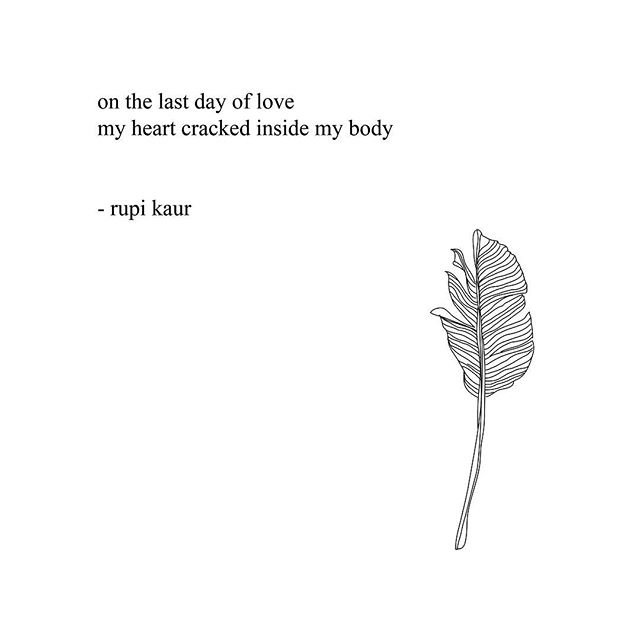 on the last day of love
my heart cracked inside my body
- rupi kaur